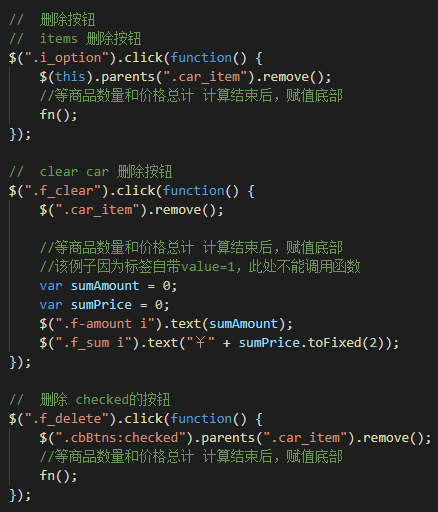 //  删除按钮
//  items 删除按钮
$(".i_option").click(function() {
    $(this).parents(".car_item").remove();
    //等商品数量和价格总计 计算结束后，赋值底部
    fn();
});

//  clear car 删除按钮
$(".f_clear").click(function() {
    $(".car_item").remove();

    //等商品数量和价格总计 计算结束后，赋值底部
    //该例子因为标签自带value=1，此处不能调用函数
    var sumAmount = 0;
    var sumPrice = 0;
    $(".f-amount i").text(sumAmount);
    $(".f_sum i").text("￥" + sumPrice.toFixed(2));
});

//  删除 checked的按钮
$(".f_delete").click(function() {
    $(".cbBtns:checked").parents(".car_item").remove();
    //等商品数量和价格总计 计算结束后，赋值底部
    fn();
});